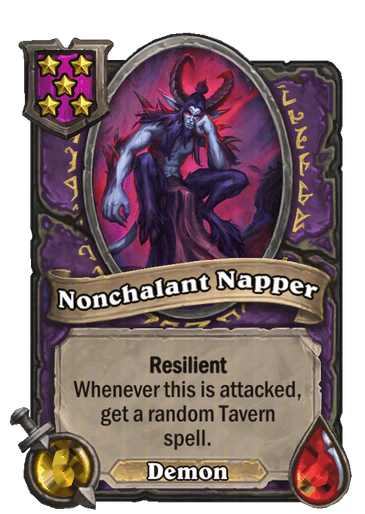 Nonchalant Napper
Resilient
Whenever this is attacked,
get a random Tavern
spell.
Demon